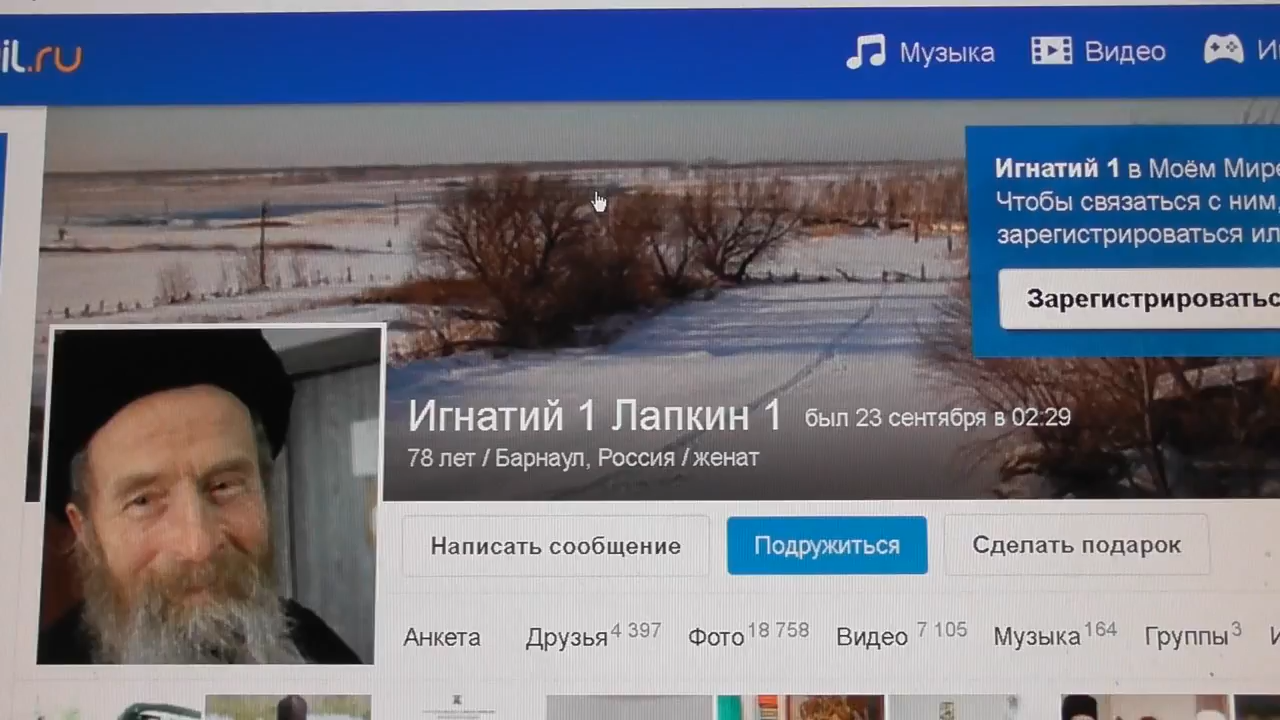 il.ru
Музыка
Видео
Игнатий 1 в Моём Мире
Чтобы связаться с ним,
зарегистрироваться ил
Зарегистрироватьс
Игнатий 1 Лапкин 1 был 23 сентября в 02:29
78 лет / Барнаул, Россия / женат
Написать сообщение
Подружиться
Сделать подарок
Анкета Друзья 4 397 Фото 18 758 Видео 7 105 Музыка 164 Группы 3